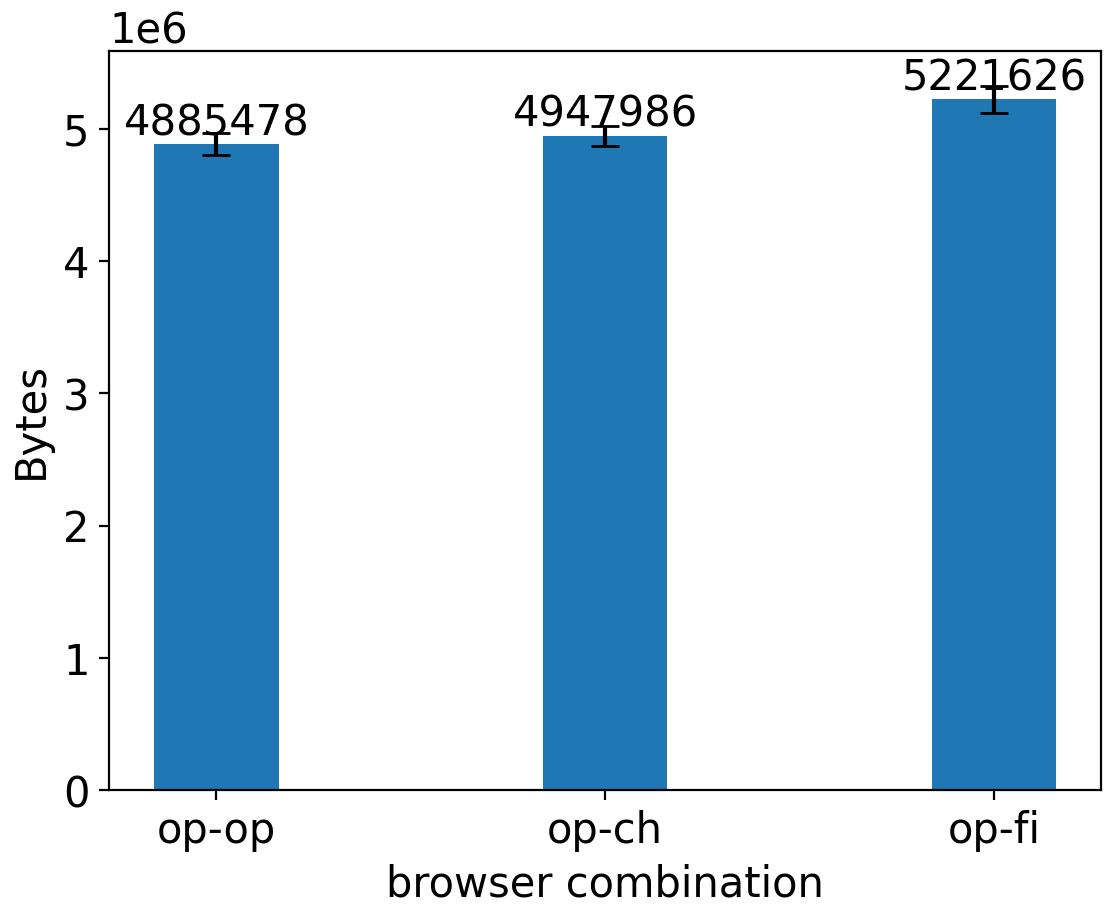 1e6
5221626
4947986
4885478
5
4
3
2
1
0
Bytes
op-op op-ch op-fi
browser combination